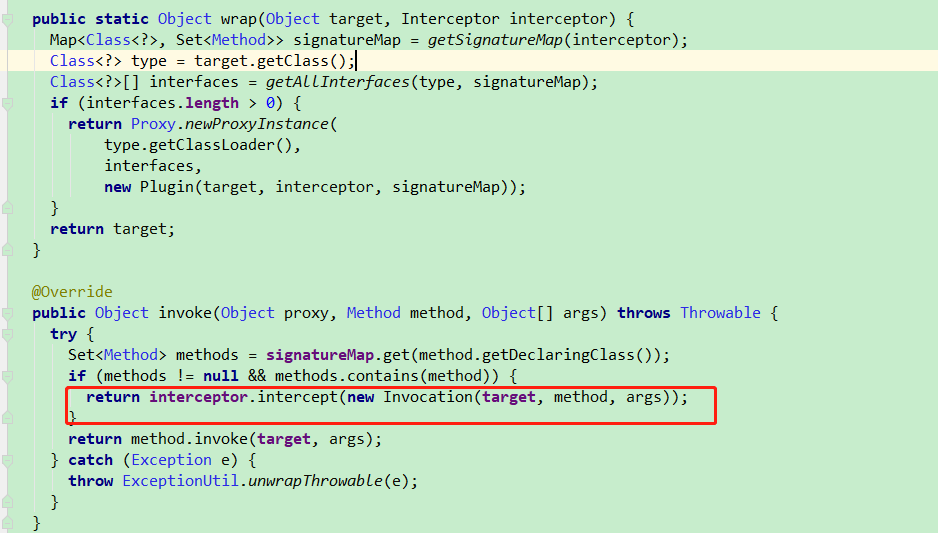 public static Object wrap(Object target, Interceptor interceptor) {
Map<Class<?>, Set<Method>> signatureMap = getSignatureMap(interceptor);
Class<?> type = target.getClass();
Class<?>[] interfaces = getAllInterfaces(type, signatureMap);
if (interfaces.length > 0) {
return Proxy.newProxyInstance(
type.getClassLoader(),
interfaces,
new Plugin(target, interceptor, signatureMap));
}
return target;
}
@Override
public Object invoke(Object proxy, Method method, Object[] args) throws Throwable {
try {
Set<Method> methods = signatureMap.get(method.getDeclaringClass());
if (methods != null && methods.contains(method)) {
return interceptor.intercept(new Invocation(target, method, args));
}
return method.invoke(target, args);
} catch (Exception e) {
throw ExceptionUtil.unwrapThrowable(e);
}
}